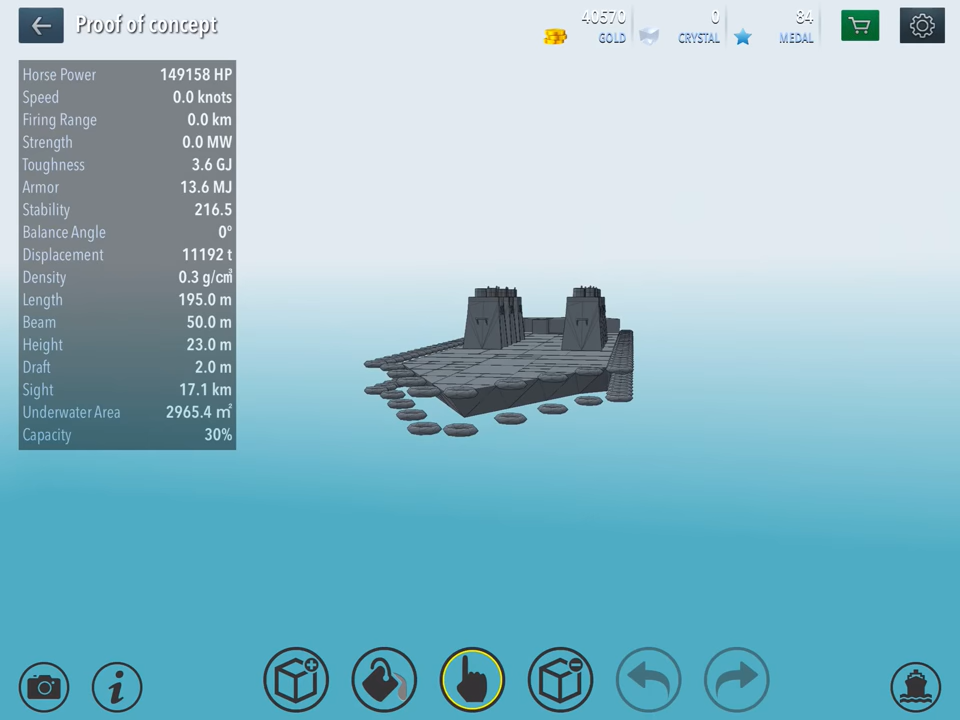 Proof of concept
40570 GOLD
0 CRYSTAL
84 MEDAL
Horse Power 149158 HP
Speed 0.0 knots
Firing Range 0.0 km
Strength 0.0 MW
Toughness 3.6 GJ
Armor 13.6 MJ
Stability 216.5
Balance Angle 0°
Displacement 11192 t
Density 0.3 g/cm³
Length 195.0 m
Beam 50.0 m
Height 23.0 m
Draft 2.0 m
Sight 17.1 km
Underwater Area 2965.4 m²
Capacity 30%